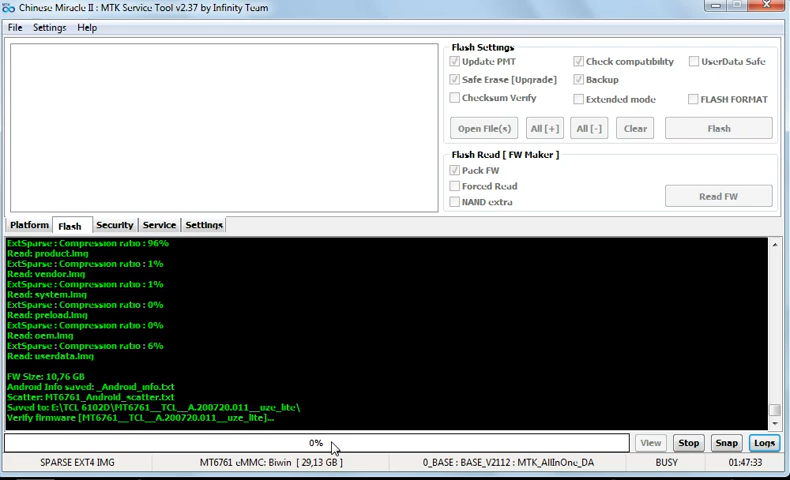 Chinese Miracle II : MTK Service Tool v2.37 by Infinity Team
File Settings Help
Flash Settings
Update PMT
Check compatibility
UserData Safe
Safe Erase [Upgrade]
Backup
Checksum Verify
Extended mode
FLASH FORMAT
Open File(s) All [+] All [-] Clear Flash
Flash Read [ FW Maker ]
Pack FW
Forced Read
NAND extra
Read FW
Platform Flash Security Service Settings
ExtSparse : Compression ratio : 96%
Read: product.img
ExtSparse : Compression ratio : 1%
Read: vendor.img
ExtSparse : Compression ratio : 1%
Read: system.img
ExtSparse : Compression ratio : 0%
Read: preload.img
ExtSparse : Compression ratio : 0%
Read: oem.img
ExtSparse : Compression ratio : 6%
Read: userdata.img
FW Size: 10,76 GB
Android Info saved: _Android_Info.txt
Scatter: MT6761_Android_scatter.txt
Saved to: E:\TCL 6102D\MT6761__TCL__A.200720.011__uze_lite\
Verify firmware [MT6761__TCL__A.200720.011__uze_lite]...
0%
View Stop Snap Logs
SPARSE EXT4 IMG
MT6761 eMMC: Biwin [ 29,13 GB ]
0_BASE : BASE_V2112 : MTK_AllInOne_DA
BUSY
01:47:33